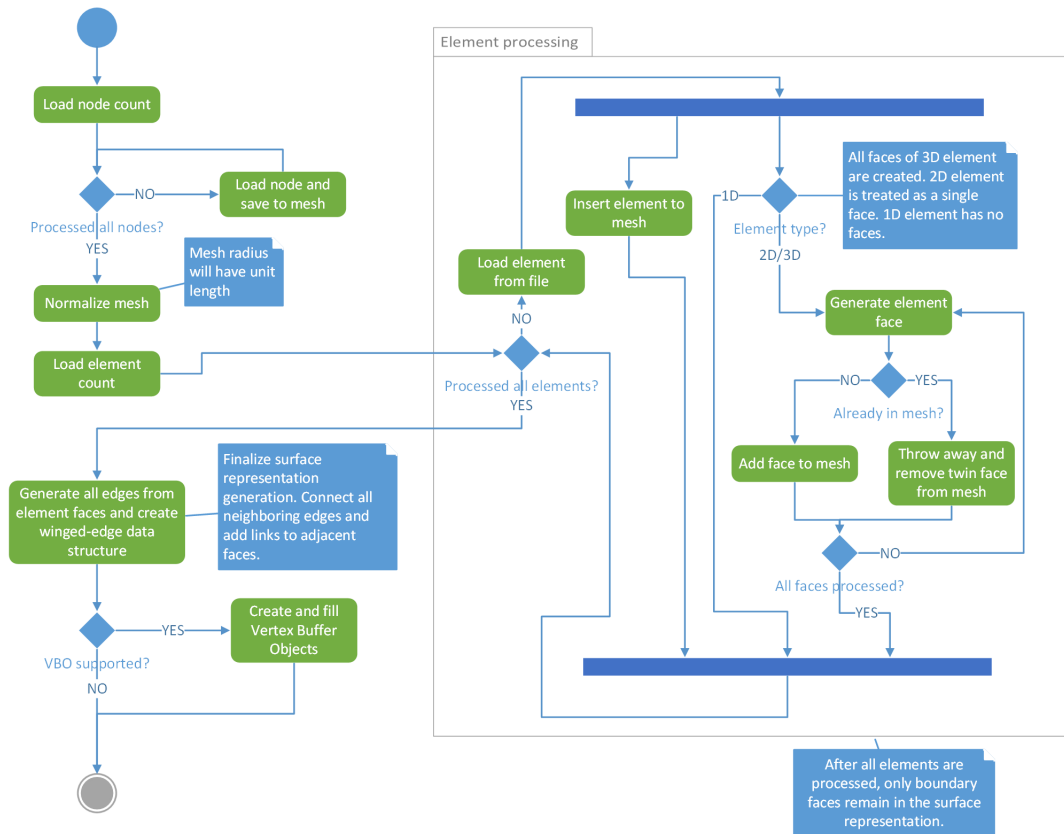 Load node count
NO
Load node and
save to mesh
Processed all nodes?
YES
Mesh radius
will have unit
length
Normalize mesh
Load element
count
Element processing
Load element
from file
NO
Processed all elements?
YES
Insert element to
mesh
1D
Element type?
2D/3D
All faces of 3D element
are created. 2D element
is treated as a single
face. 1D element has no
faces.
Generate element
face
NO
YES
Already in mesh?
Add face to mesh
Throw away and
remove twin face
from mesh
NO
All faces processed?
YES
Generate all edges from
element faces and create
winged-edge data
structure
Finalize surface
representation
generation. Connect all
neighboring edges and
add links to adjacent
faces.
YES
Create and fill
Vertex Buffer
Objects
VBO supported?
NO
After all elements are
processed, only boundary
faces remain in the surface
representation.